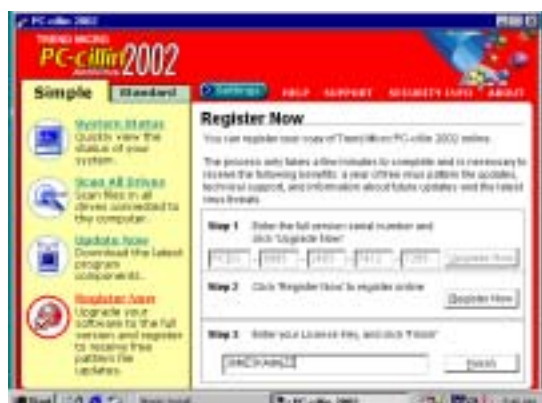 PC-cillin 2002
TREND MICRO
PC-cillin 2002
Simple
Standard
Settings
HELP
SUPPORT
SECURITY INFO
ABOUT
System Status
Quickly view the status of your system.
Scan All Drives
Scan files in all drives connected to the computer.
Update Now
Download the latest program components.
Register Now
Upgrade your software to the full version and register to receive free pattern file updates.
Register Now
You can register your copy of Trend Micro PC-cillin 2002 online.
The process only takes a few minutes to complete and is necessary to
receive the following benefits: a year of free virus pattern file updates,
technical support, and information about future updates and the latest
virus threats.
Step 1 Enter the full version serial number and
click 'Upgrade Now'
Upgrade Now
Step 2 Click 'Register Now' to register online
Register Now
Step 3 Enter your License Key, and click 'Finish'
Finish
Start
PC-cillin 2002